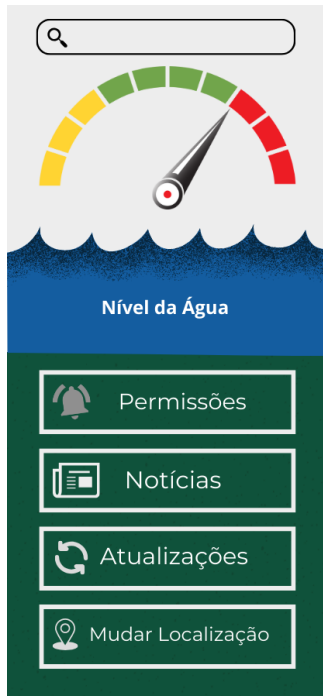 Nível da Água
Permissões
Notícias
Atualizações
Mudar Localização